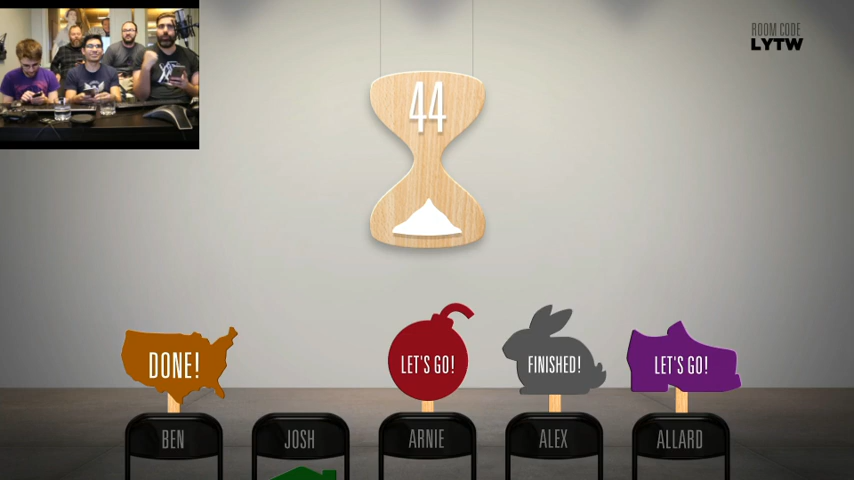 ROOM CODE
LYTW
44
DONE!
LET'S GO!
FINISHED!
LET'S GO!
BEN
JOSH
ARNIE
ALEX
ALLARD